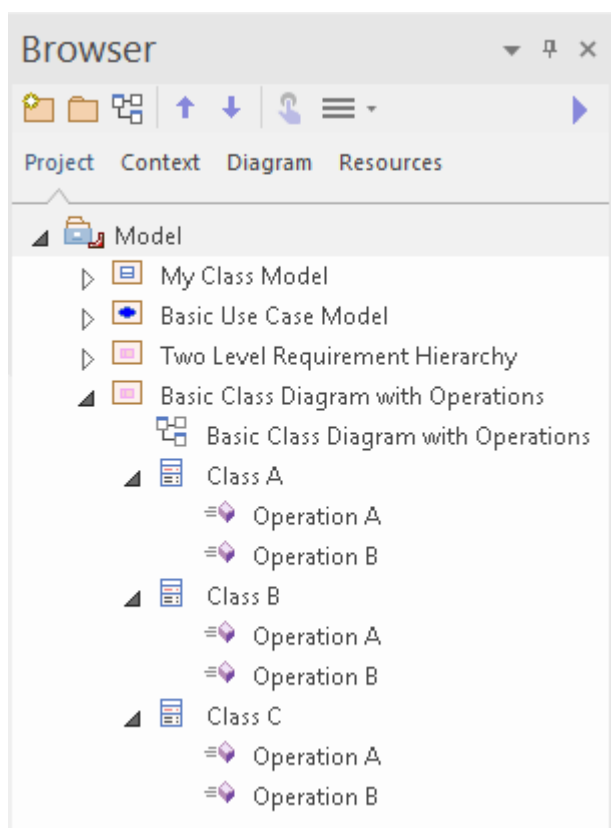 Browser
Project Context Diagram Resources
Model
My Class Model
Basic Use Case Model
Two Level Requirement Hierarchy
Basic Class Diagram with Operations
Basic Class Diagram with Operations
Class A
Operation A
Operation B
Class B
Operation A
Operation B
Class C
Operation A
Operation B